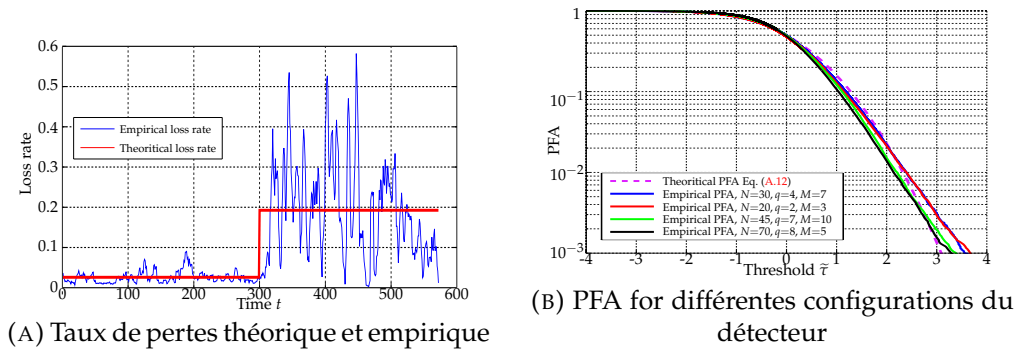 0.6
0.5
0.4
0.3
0.2
0.1
0
Loss rate
Empirical loss rate
Theoritical loss rate
0 100 200 300 400 500 600
Time t
(A) Taux de pertes théorique et empirique
1
10⁻¹
10⁻²
10⁻³
PFA
Theoritical PFA Eq. (A.12)
Empirical PFA, N=30, q=4, M=7
Empirical PFA, N=20, q=2, M=3
Empirical PFA, N=45, q=7, M=10
Empirical PFA, N=70, q=8, M=5
-4 -3 -2 -1 0 1 2 3 4
Threshold τ̃
(B) PFA for différentes configurations du
détecteur